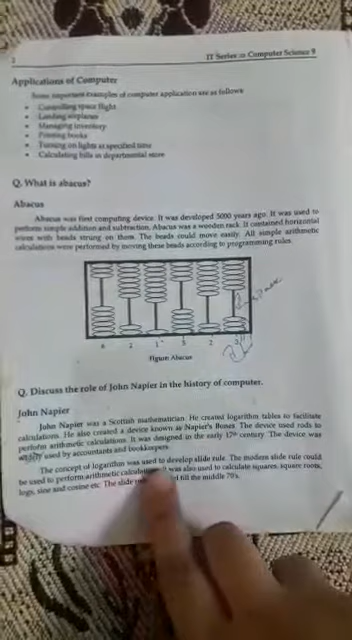 2
IT Series ⇒ Computer Science 9
Applications of Computer
Some important examples of computer application are as follows
• Controlling space flight
• Landing airplanes
• Managing inventory
• Printing books
• Turning on lights at specified time
• Calculating bills in departmental store
Q. What is abacus?
Abacus
Abacus was first computing device. It was developed 5000 years ago. It was used to
perform simple addition and subtraction. Abacus was a wooden rack. It contained horizontal
wires with beads strung on them. The beads could move easily. All simple arithmetic
calculations were performed by moving these beads according to programming rules.
6 2 1 5 2 3
Figure Abacus
Q. Discuss the role of John Napier in the history of computer.
John Napier
John Napier was a Scottish mathematician. He created logarithm tables to facilitate
calculations. He also created a device known as Napier's Bones. The device used rods to
perform arithmetic calculations. It was designed in the early 17th century. The device was
used by accountants and bookkeepers.
The concept of logarithm was used to develop slide rule. The modern slide rule could
be used to perform arithmetic calculations. It was also used to calculate squares, square roots,
logs, sine and cosine etc. The slide till the middle 70's.